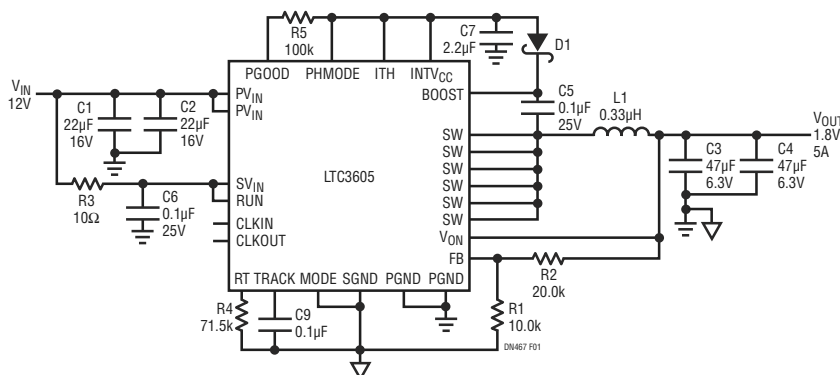 R5
100k
C7
2.2µF
D1
PGOOD
PHMODE
ITH
INTVCC
VIN
12V
PVIN
PVIN
BOOST
C1
22µF
16V
C2
22µF
16V
C5
0.1µF
25V
L1
0.33µH
VOUT
1.8V
5A
SW
SW
SW
SW
SW
SW
LTC3605
C3
47µF
6.3V
C4
47µF
6.3V
R3
10Ω
C6
0.1µF
25V
SVIN
RUN
CLKIN
CLKOUT
VON
FB
R2
20.0k
RT
TRACK
MODE
SGND
PGND
PGND
R4
71.5k
C9
0.1µF
R1
10.0k
DN467 F01